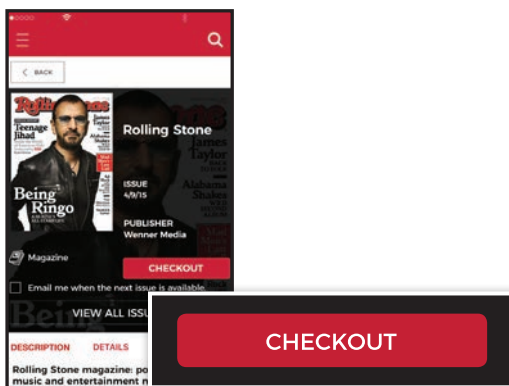 < BACK
Rolling Stone
Teenage
Jihad
James
Taylor
Alabama
Shakes
Being
Ringo
Rolling Stone
ISSUE
4/9/15
PUBLISHER
Wenner Media
Magazine
CHECKOUT
Email me when the next issue is available
VIEW ALL ISSU
DESCRIPTION DETAILS
Rolling Stone magazine: po
music and entertainment n
CHECKOUT